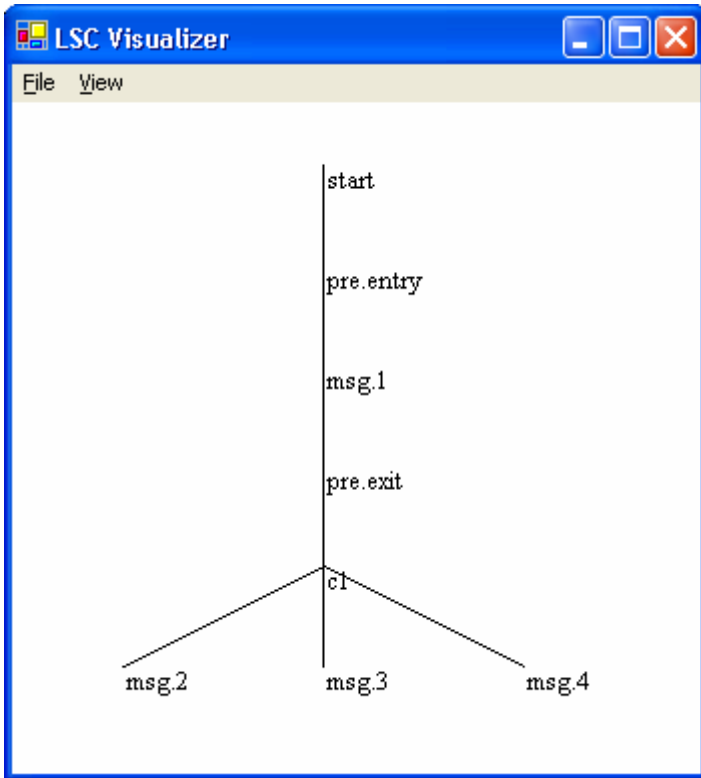 LSC Visualizer
File View
start
pre.entry
msg.1
pre.exit
c1
msg.2 msg.3 msg.4